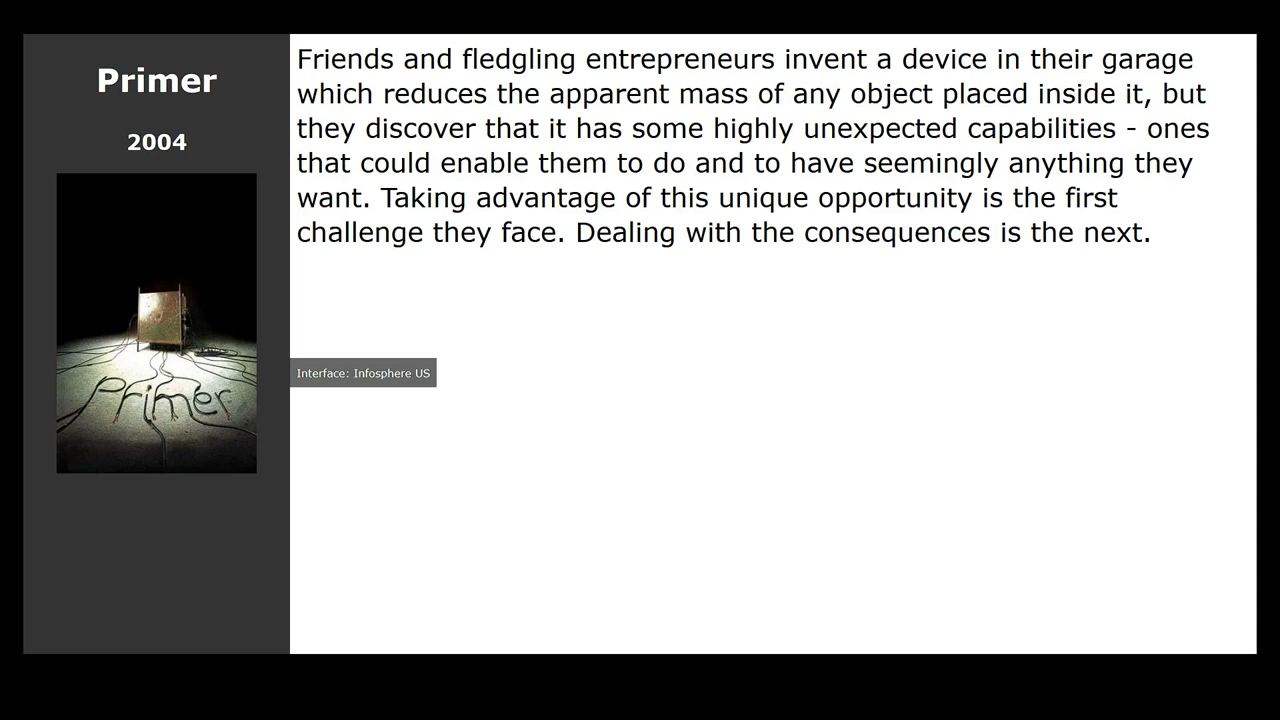 Primer
2004
Primer
Friends and fledgling entrepreneurs invent a device in their garage
which reduces the apparent mass of any object placed inside it, but
they discover that it has some highly unexpected capabilities - ones
that could enable them to do and to have seemingly anything they
want. Taking advantage of this unique opportunity is the first
challenge they face. Dealing with the consequences is the next.
Interface: Infosphere US